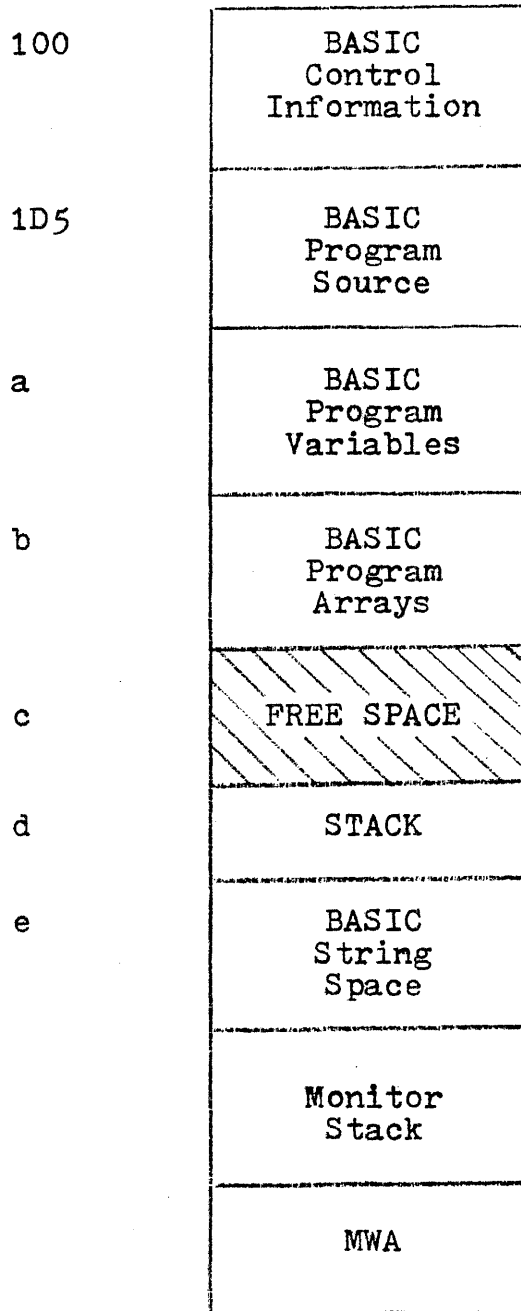 100
BASIC
Control
Information
1D5
BASIC
Program
Source
a
BASIC
Program
Variables
b
BASIC
Program
Arrays
c
FREE SPACE
d
STACK
e
BASIC
String
Space
Monitor
Stack
MWA